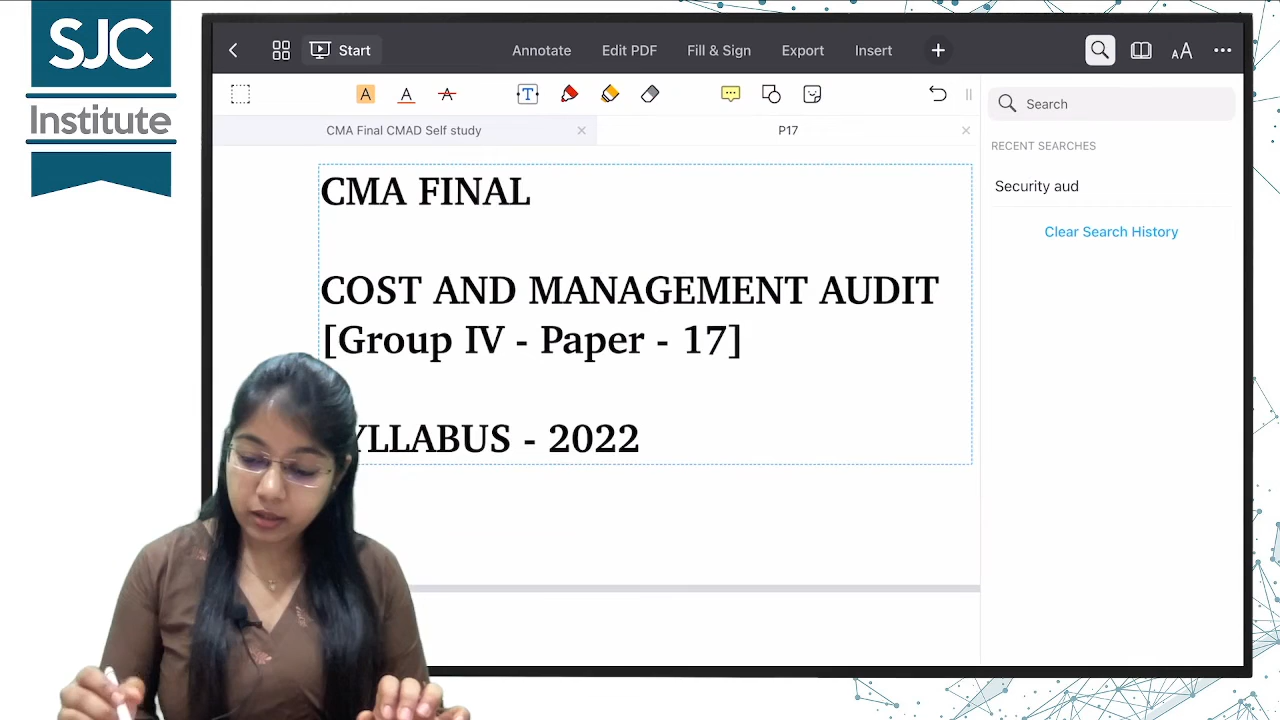 SJC
Institute
Start
Annotate
Edit PDF
Fill & Sign
Export
Insert
AA
A
A
A
T
Search
CMA Final CMAD Self study
P17
RECENT SEARCHES
Security aud
Clear Search History
CMA FINAL
COST AND MANAGEMENT AUDIT
[Group IV - Paper - 17]
YLLABUS - 2022